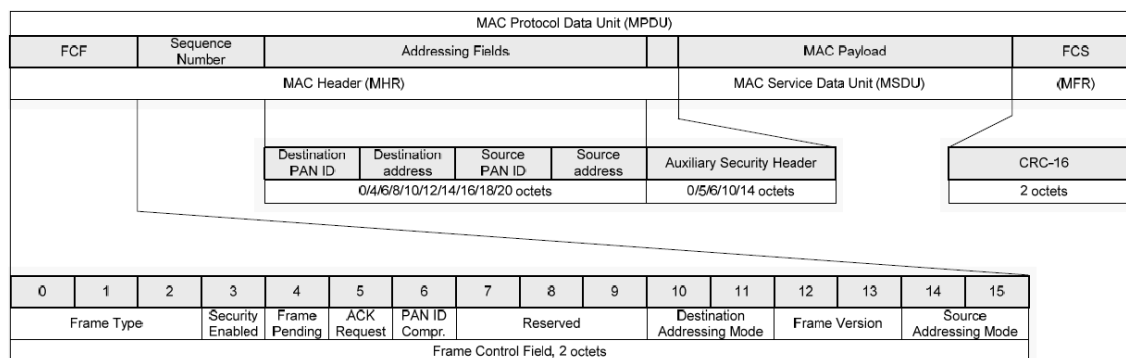 MAC Protocol Data Unit (MPDU)
FCF
Sequence
Number
Addressing Fields
MAC Payload
FCS
MAC Header (MHR)
MAC Service Data Unit (MSDU)
(MFR)
Destination
PAN ID
Destination
address
Source
PAN ID
Source
address
Auxiliary Security Header
CRC-16
0/4/6/8/10/12/14/16/18/20 octets
0/5/6/10/14 octets
2 octets
0 1 2 3 4 5 6 7 8 9 10 11 12 13 14 15
Frame Type
Security
Enabled
Frame
Pending
ACK
Request
PAN ID
Compr.
Reserved
Destination
Addressing Mode
Frame Version
Source
Addressing Mode
Frame Control Field, 2 octets